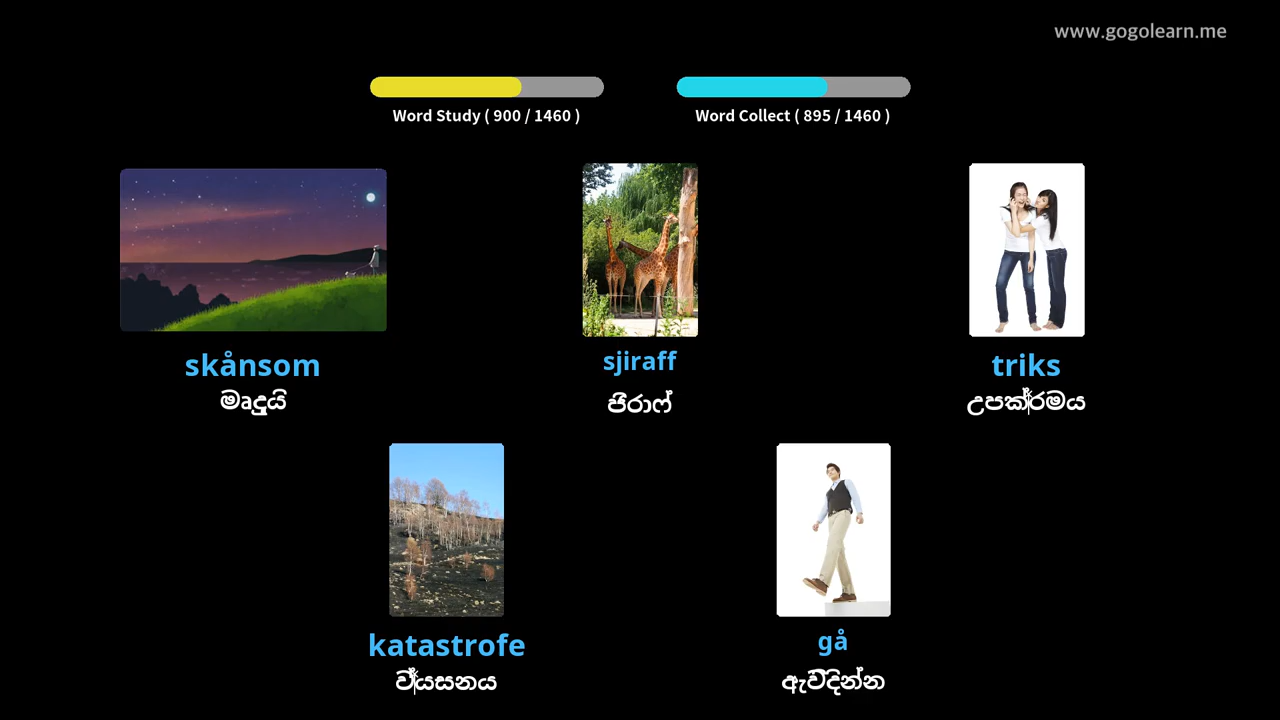 www.gogolearn.me
Word Study ( 900 / 1460 )
Word Collect ( 895 / 1460 )
skånsom
මෘදුයි
sjiraff
ජිරාෆ්
triks
උපක්‍රමය
katastrofe
ව්‍යසනය
gå
ඇවිදින්න